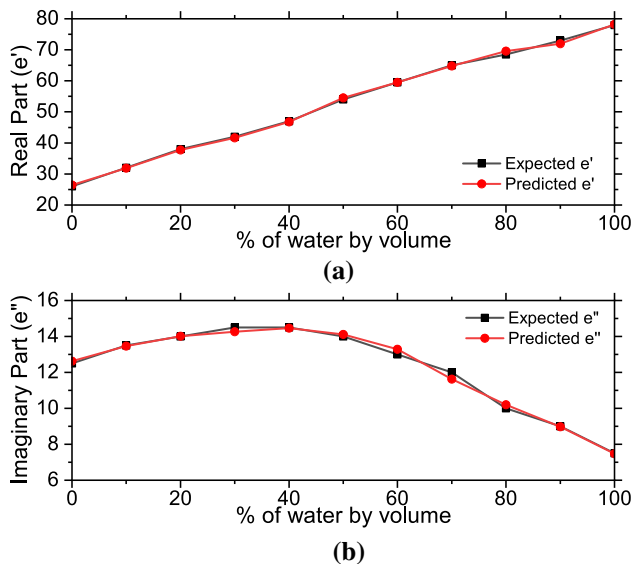 80
70
60
50
40
30
20
Real Part (e')
Expected e'
Predicted e'
0 20 40 60 80 100
% of water by volume
(a)
16
14
12
10
8
6
Imaginary Part (e")
Expected e"
Predicted e"
0 20 40 60 80 100
% of water by volume
(b)